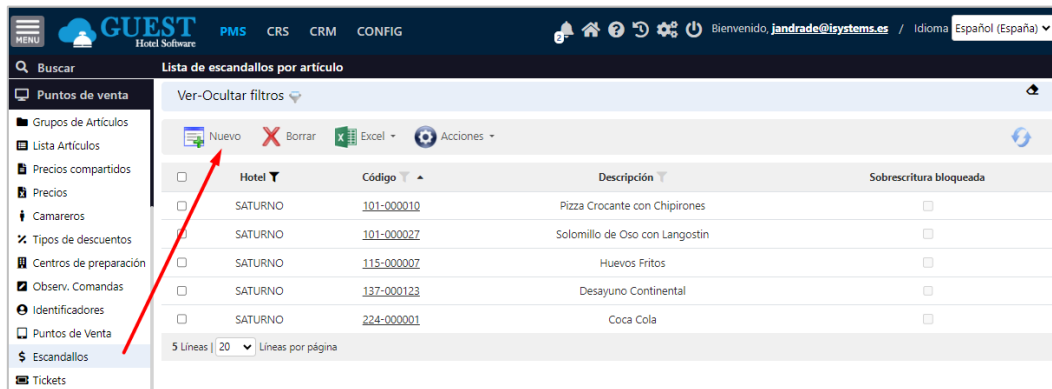 MENU GUEST Hotel Software PMS CRS CRM CONFIG 2 Bienvenido, jandrade@isystems.es / Idioma Español (España)
Buscar Lista de escandallos por artículo
Puntos de venta Ver-Ocultar filtros
Grupos de Artículos
Lista Artículos
Nuevo Borrar Excel Acciones
Precios compartidos
Precios
Camareros
Tipos de descuentos
Centros de preparación
Observ. Comandas
Identificadores
Puntos de Venta
Escandallos
Tickets
Hotel Código Descripción Sobrescritura bloqueada
SATURNO 101-000010 Pizza Crocante con Chipirones
SATURNO 101-000027 Solomillo de Oso con Langostin
SATURNO 115-000007 Huevos Fritos
SATURNO 137-000123 Desayuno Continental
SATURNO 224-000001 Coca Cola
5 Líneas | 20 Líneas por página